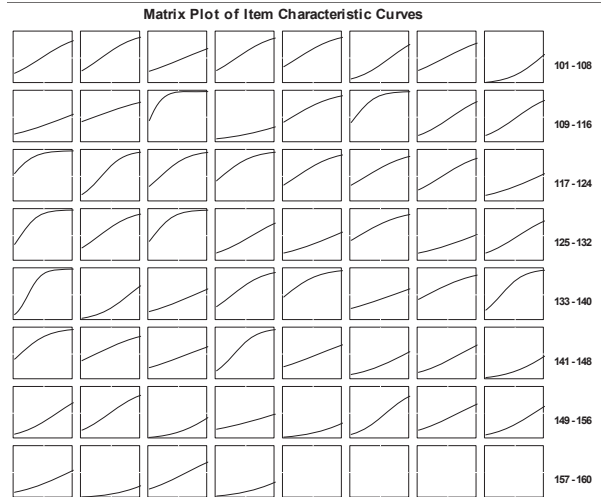 Matrix Plot of Item Characteristic Curves
101 - 108
109 - 116
117 - 124
125 - 132
133 - 140
141 - 148
149 - 156
157 - 160